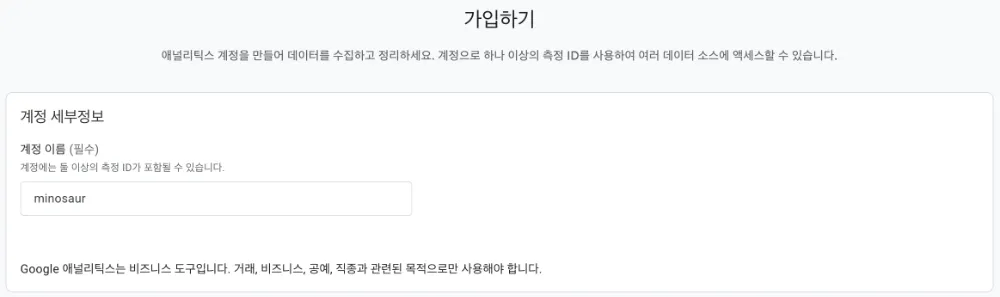 가입하기
애널리틱스 계정을 만들어 데이터를 수집하고 정리하세요. 계정으로 하나 이상의 측정 ID를 사용하여 여러 데이터 소스에 액세스할 수 있습니다.
계정 세부정보
계정 이름 (필수)
계정에는 둘 이상의 측정 ID가 포함될 수 있습니다.
minosaur
Google 애널리틱스는 비즈니스 도구입니다. 거래, 비즈니스, 공예, 직종과 관련된 목적으로만 사용해야 합니다.